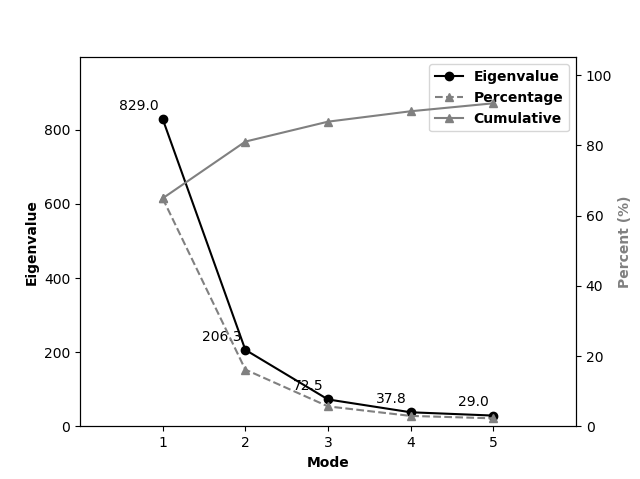 Eigenvalue
Percentage
Cumulative
829.0
206.3
72.5
37.8
29.0
800
600
400
200
0
100
80
60
40
20
0
1 2 3 4 5
Eigenvalue
Percent (%)
Mode